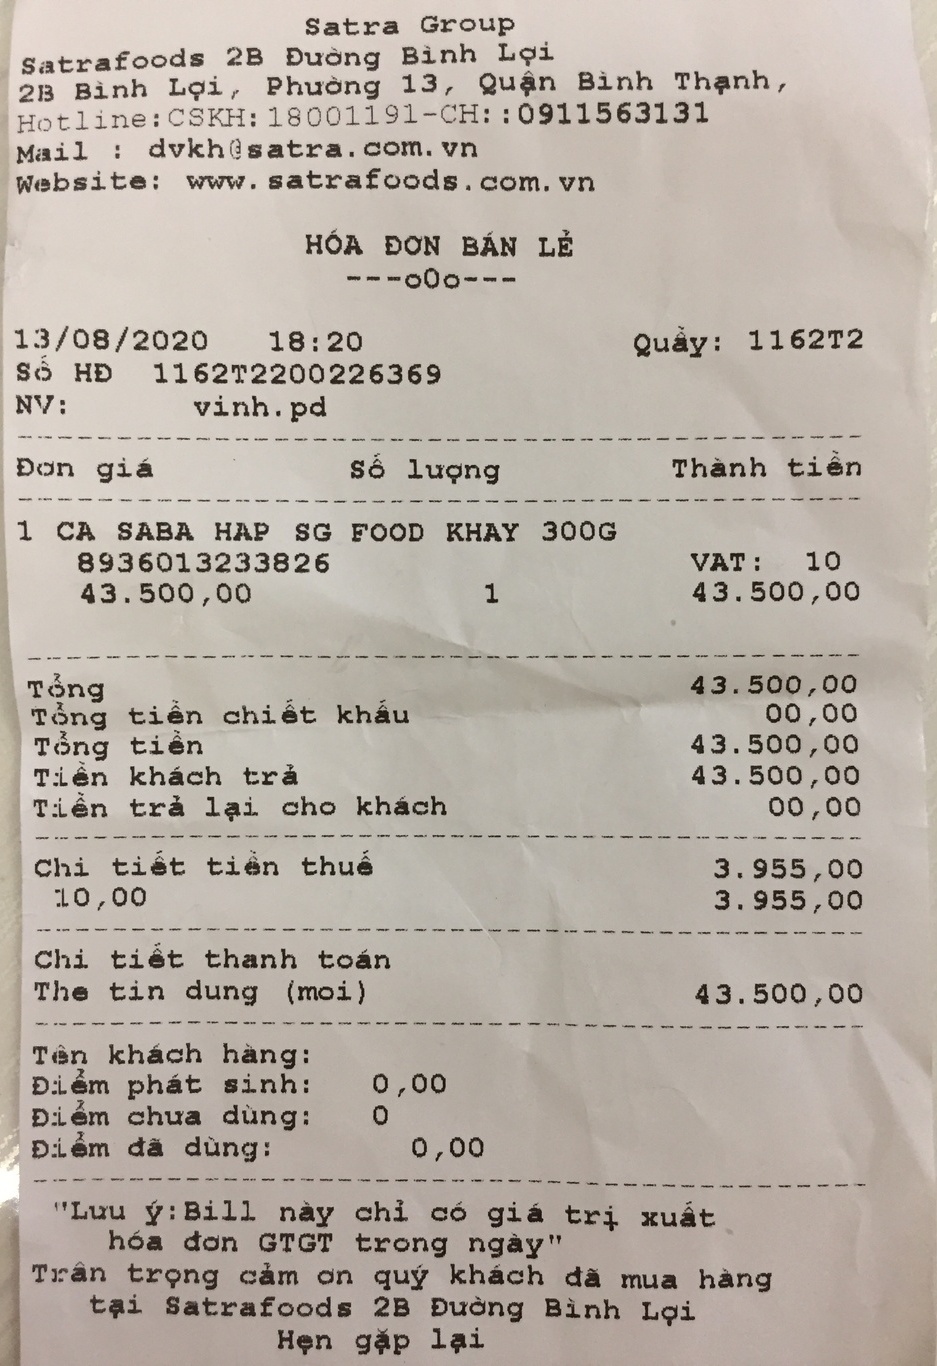 Satra Group
Satrafoods 2B Đường Bình Lợi
2B Bình Lợi, Phường 13, Quận Bình Thạnh,
Hotline:CSKH:18001191-CH::0911563131
Mail : dvkh@satra.com.vn
Website: www.satrafoods.com.vn
HÓA ĐƠN BÁN LẺ
---o0o---
13/08/2020 18:20 Quầy: 1162T2
Số HĐ 1162T2200226369
NV: vinh.pd
Đơn giá Số lượng Thành tiền
1 CA SABA HAP SG FOOD KHAY 300G
8936013233826 VAT: 10
43.500,00 1 43.500,00
Tổng 43.500,00
Tổng tiền chiết khấu 00,00
Tổng tiền 43.500,00
Tiền khách trả 43.500,00
Tiền trả lại cho khách 00,00
Chi tiết tiền thuế 3.955,00
10,00 3.955,00
Chi tiết thanh toán
The tin dung (moi) 43.500,00
Tên khách hàng:
Điểm phát sinh: 0,00
Điểm chưa dùng: 0
Điểm đã dùng: 0,00
"Lưu ý:Bill này chỉ có giá trị xuất
hóa đơn GTGT trong ngày"
Trân trọng cảm ơn quý khách đã mua hàng
tại Satrafoods 2B Đường Bình Lợi
Hẹn gặp lại